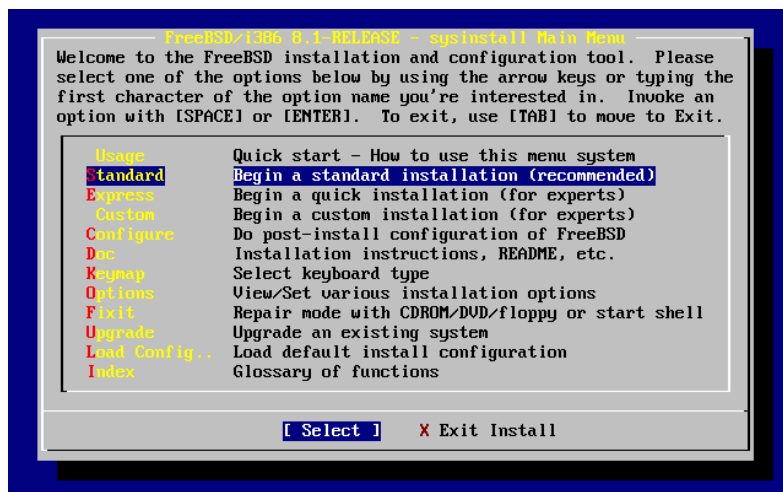 FreeBSD/i386 8.1-RELEASE - sysinstall Main Menu
Welcome to the FreeBSD installation and configuration tool.  Please
select one of the options below by using the arrow keys or typing the
first character of the option name you're interested in.  Invoke an
option with [SPACE] or [ENTER].  To exit, use [TAB] to move to Exit.
Usage Quick start - How to use this menu system
Standard Begin a standard installation (recommended)
Express Begin a quick installation (for experts)
Custom Begin a custom installation (for experts)
Configure Do post-install configuration of FreeBSD
Doc Installation instructions, README, etc.
Keymap Select keyboard type
Options View/Set various installation options
Fixit Repair mode with CDROM/DVD/floppy or start shell
Upgrade Upgrade an existing system
Load Config.. Load default install configuration
Index Glossary of functions
[ Select ] X Exit Install